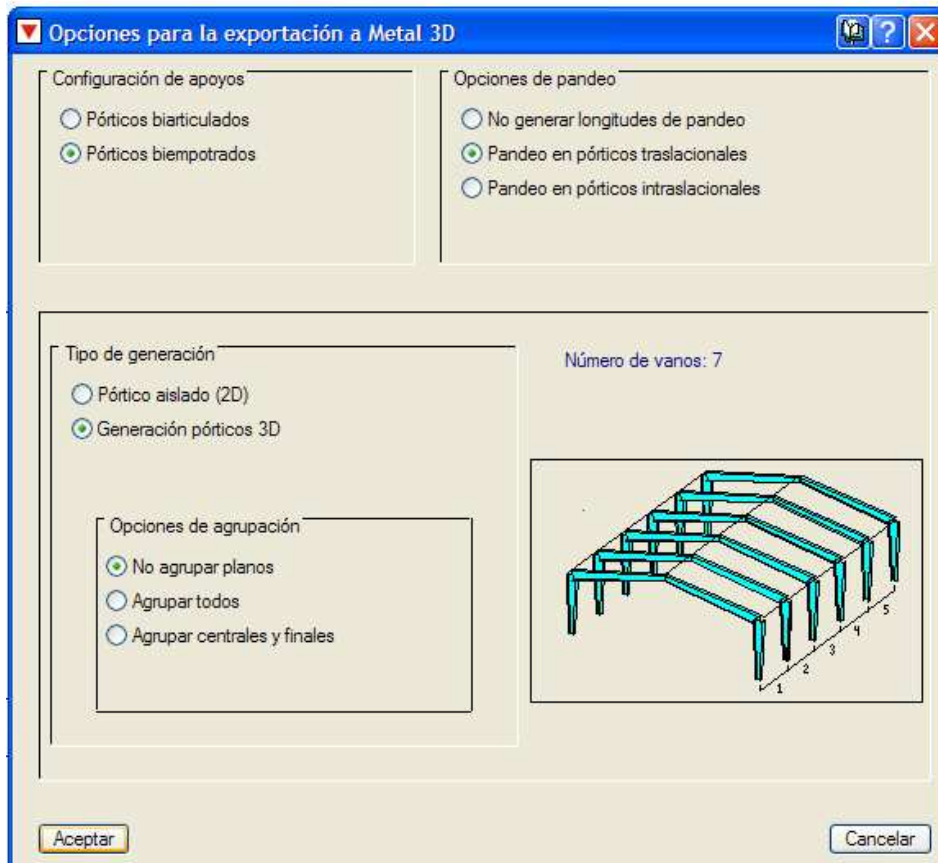 Opciones para la exportación a Metal 3D
Configuración de apoyos
Pórticos biarticulados
Pórticos biempotrados
Opciones de pandeo
No generar longitudes de pandeo
Pandeo en pórticos traslacionales
Pandeo en pórticos intraslacionales
Tipo de generación
Pórtico aislado (2D)
Generación pórticos 3D
Opciones de agrupación
No agrupar planos
Agrupar todos
Agrupar centrales y finales
Número de vanos: 7
1
2
3
4
5
Aceptar
Cancelar